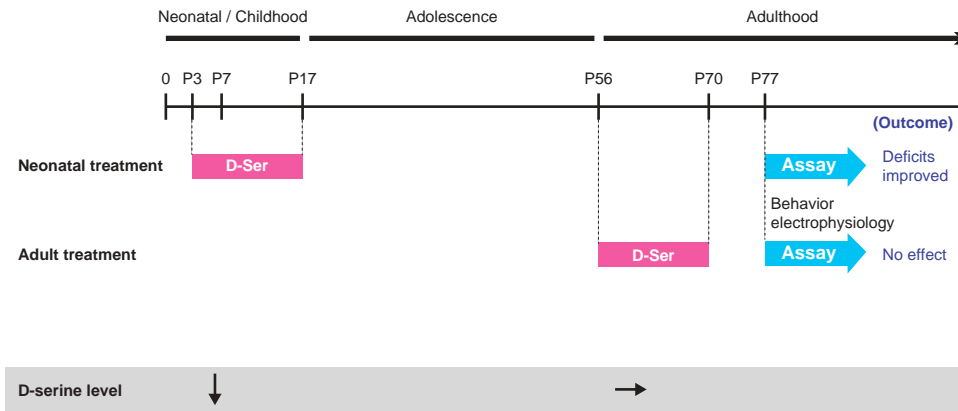 Neonatal / Childhood Adolescence Adulthood
0 P3 P7 P17 P56 P70 P77
(Outcome)
Neonatal treatment D-Ser Assay Deficits
improved
Behavior
electrophysiology
Adult treatment D-Ser Assay No effect
D-serine level